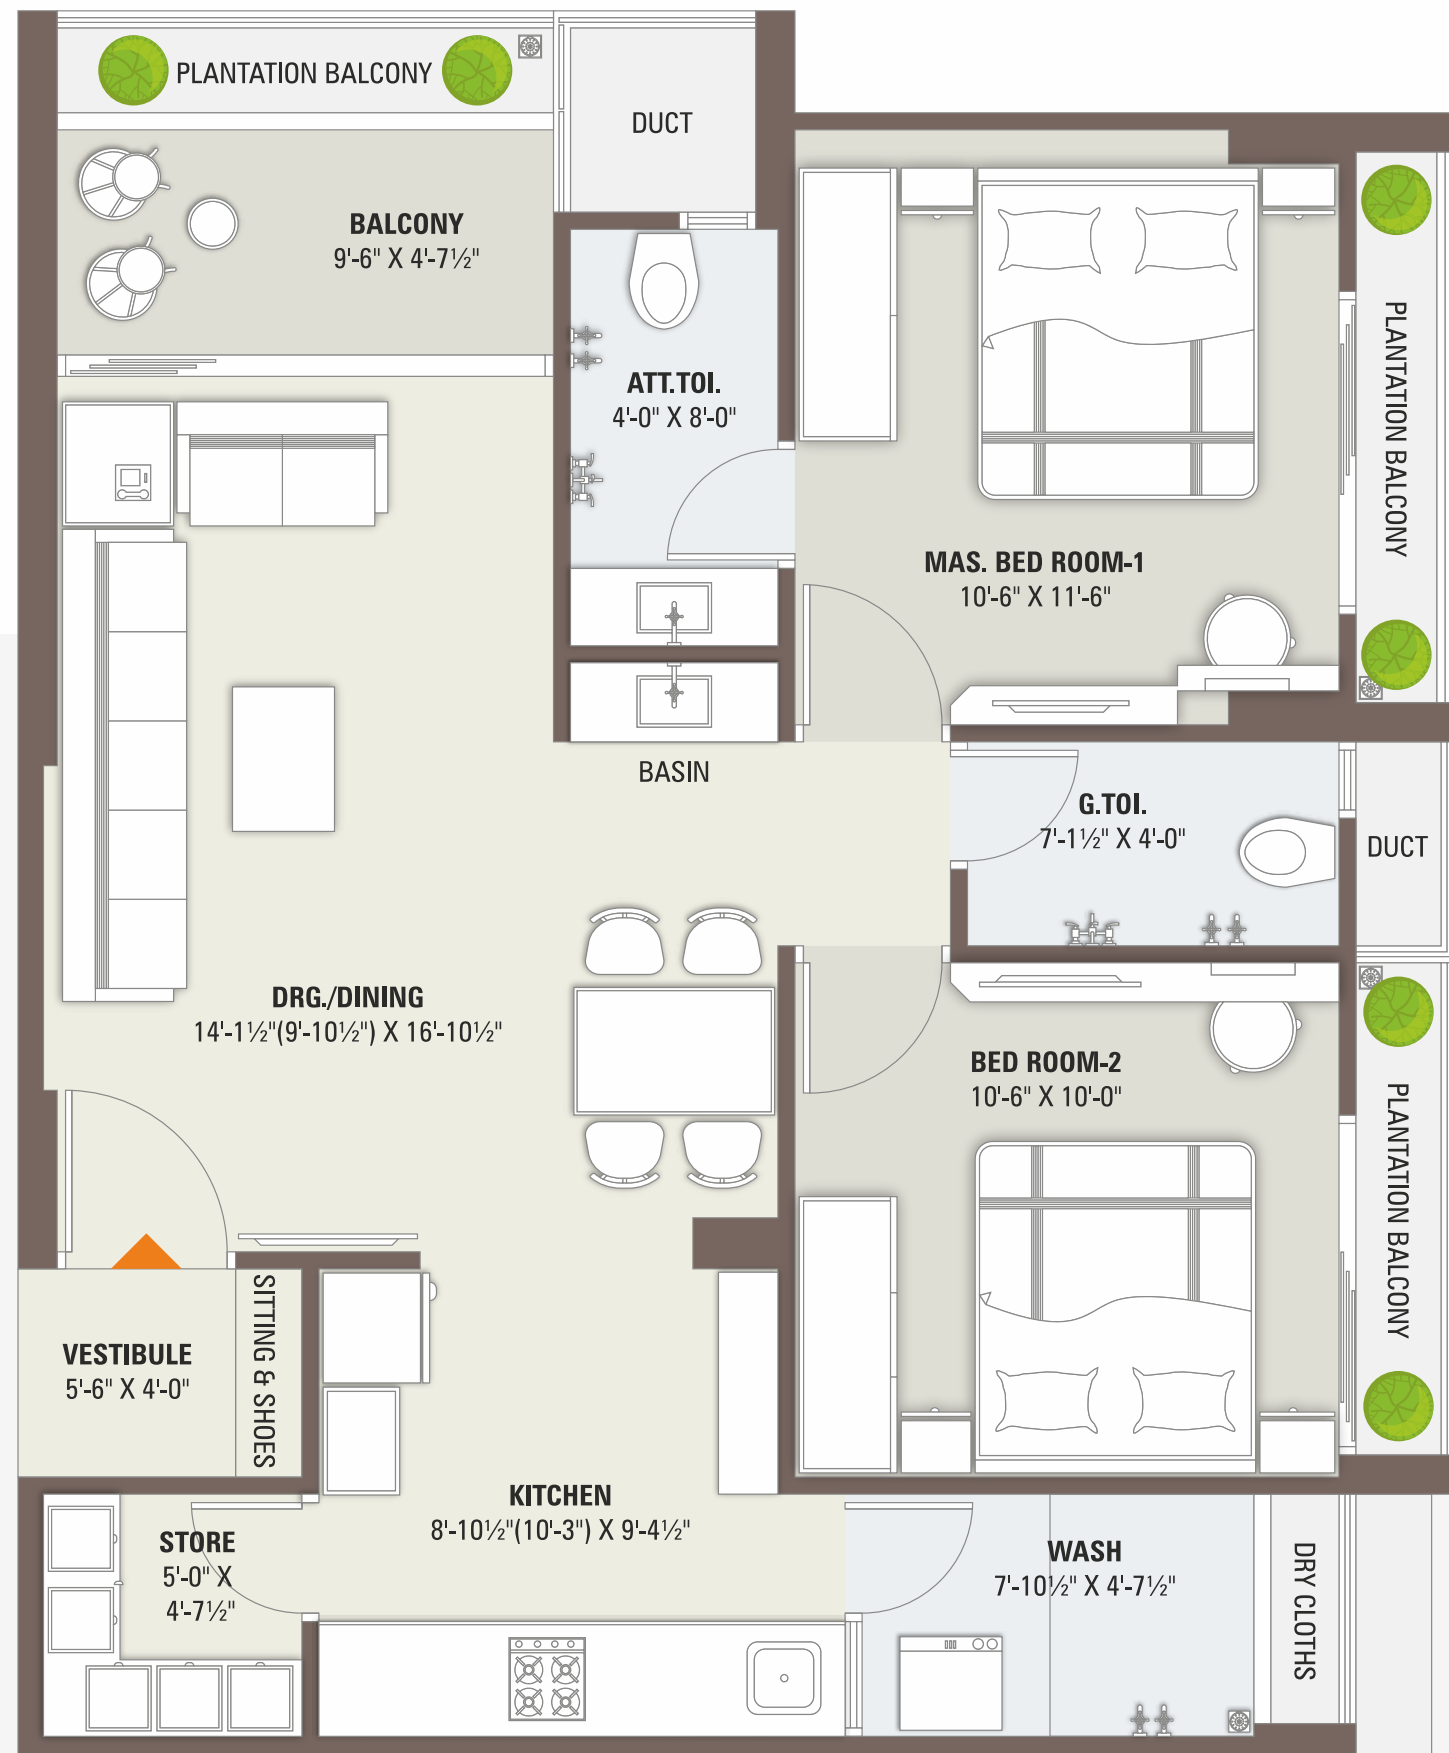 PLANTATION BALCONY
DUCT
BALCONY
9'-6" X 4'-7½"
ATT.TOI.
4'-0" X 8'-0"
PLANTATION BALCONY
MAS. BED ROOM-1
10'-6" X 11'-6"
BASIN
G.TOI.
7'-1½" X 4'-0"
DUCT
DRG./DINING
14'-1½"(9'-10½") X 16'-10½"
BED ROOM-2
10'-6" X 10'-0"
PLANTATION BALCONY
VESTIBULE
5'-6" X 4'-0"
SITTING & SHOES
KITCHEN
8'-10½"(10'-3") X 9'-4½"
STORE
5'-0" X
4'-7½"
WASH
7'-10½" X 4'-7½"
DRY CLOTHS